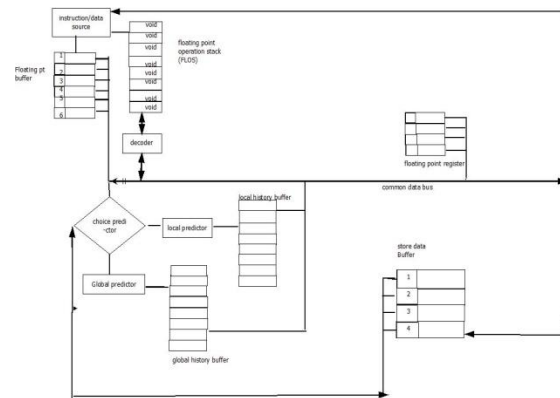 instruction/data
source
void
void
void
void
void
void
void
void
floating point
operation stack
(FLOS)
Floating pt
buffer
1
2
3
4
5
6
decoder
floating point register
common data bus
local history buffer
choice predi
-ctor
local predictor
store data
Buffer
Global predictor
1
2
3
4
global history buffer